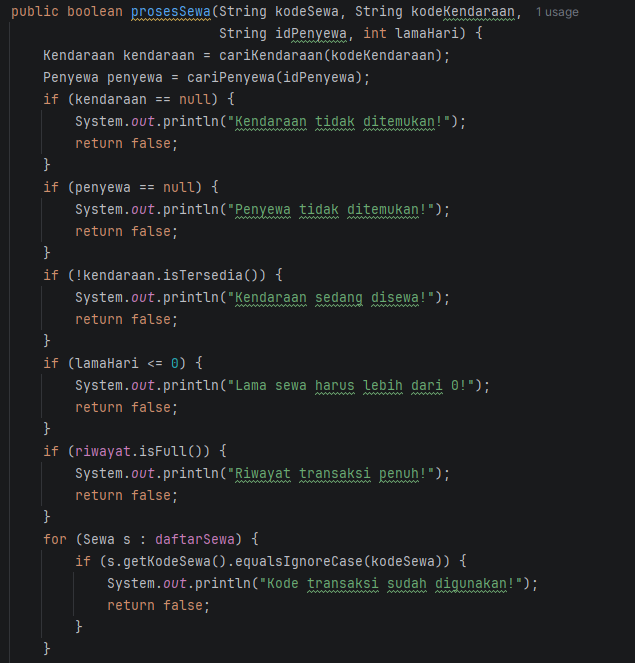 public boolean prosesSewa(String kodeSewa, String kodeKendaraan, 1 usage
                          String idPenyewa, int lamaHari) {
    Kendaraan kendaraan = cariKendaraan(kodeKendaraan);
    Penyewa penyewa = cariPenyewa(idPenyewa);
    if (kendaraan == null) {
        System.out.println("Kendaraan tidak ditemukan!");
        return false;
    }
    if (penyewa == null) {
        System.out.println("Penyewa tidak ditemukan!");
        return false;
    }
    if (!kendaraan.isTersedia()) {
        System.out.println("Kendaraan sedang disewa!");
        return false;
    }
    if (lamaHari <= 0) {
        System.out.println("Lama sewa harus lebih dari 0!");
        return false;
    }
    if (riwayat.isFull()) {
        System.out.println("Riwayat transaksi penuh!");
        return false;
    }
    for (Sewa s : daftarSewa) {
        if (s.getKodeSewa().equalsIgnoreCase(kodeSewa)) {
            System.out.println("Kode transaksi sudah digunakan!");
            return false;
        }
    }